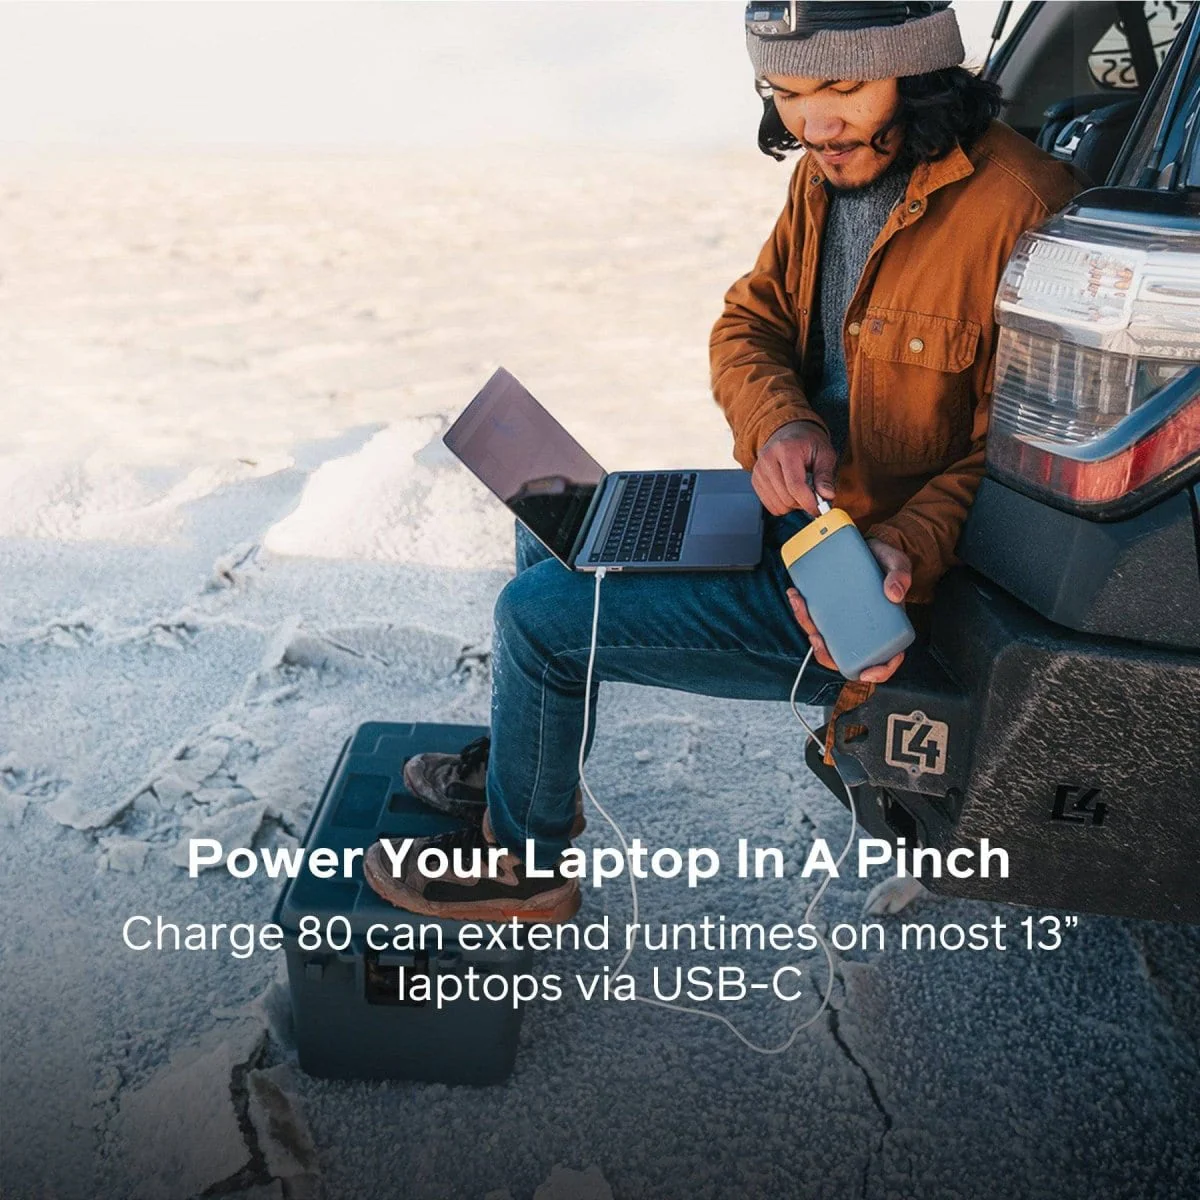 Power Your Laptop In A Pinch
Charge 80 can extend runtimes on most 13”
laptops via USB-C
C4
C4